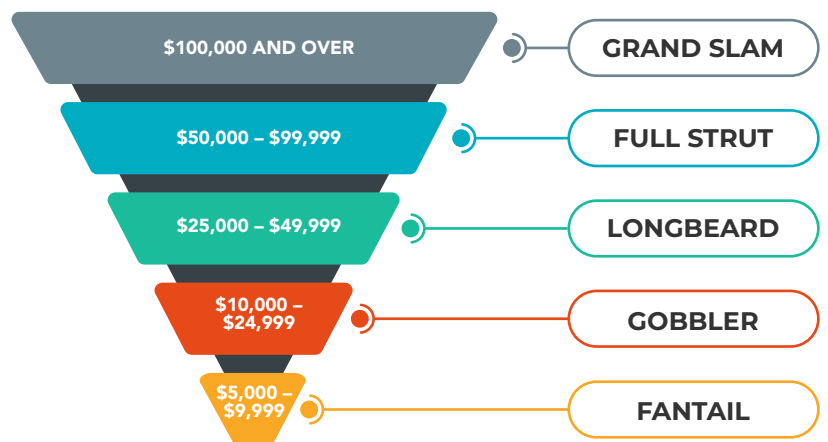 $100,000 AND OVER
GRAND SLAM
$50,000 – $99,999
FULL STRUT
$25,000 – $49,999
LONGBEARD
$10,000 –
$24,999
GOBBLER
$5,000 –
$9,999
FANTAIL